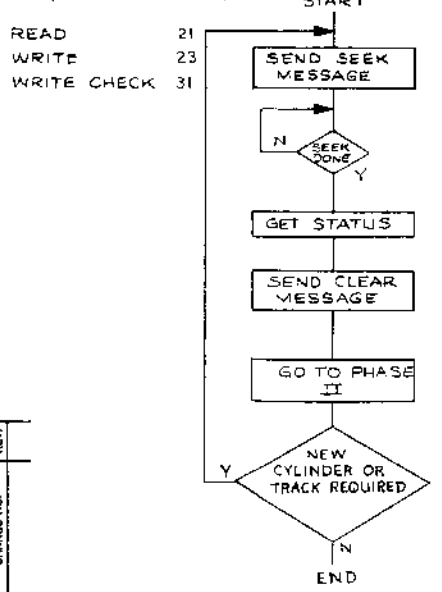 START
READ 21
WRITE 23
WRITE CHECK 31
SEND SEEK
MESSAGE
N
SEEK
DONE
Y
GET STATUS
SEND CLEAR
MESSAGE
GO TO PHASE
II
NEW
CYLINDER OR
TRACK REQUIRED
Y
N
END